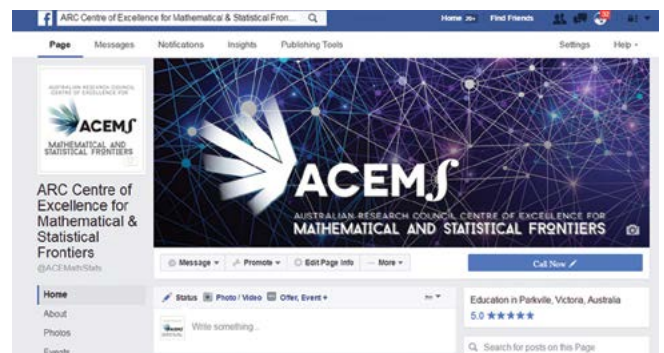 ARC Centre of Excellence for Mathematical & Statistical Fron...
Home 20+ Find Friends
Page Messages Notifications Insights Publishing Tools Settings Help
AUSTRALIAN RESEARCH COUNCIL
CENTRE OF EXCELLENCE FOR
ACEMS
MATHEMATICAL AND
STATISTICAL FRONTIERS
ACEMS
AUSTRALIAN RESEARCH COUNCIL CENTRE OF EXCELLENCE FOR
MATHEMATICAL AND STATISTICAL FRONTIERS
ARC Centre of
Excellence for
Mathematical &
Statistical
Frontiers
@ACEMathStats
Message Promote Edit Page Info ... More
Call Now
Home
About
Photos
Events
Status Photo / Video Offer, Event +
Write something...
Education in Parkvile, Victora, Australia
5.0 ★★★★★
Search for posts on this Page